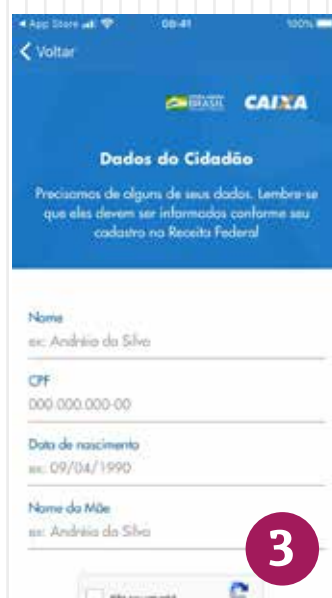 App Store 08:41 100%
Voltar
BRASIL CAIXA
Dados do Cidadão
Precisamos de alguns de seus dados. Lembre-se
que eles devem ser informados conforme seu
cadastro na Receita Federal
Nome
ex: Andréia da Silva
CPF
000.000.000-00
Data de nascimento
ex: 09/04/1990
Nome da Mãe
ex: Andréia da Silva
3